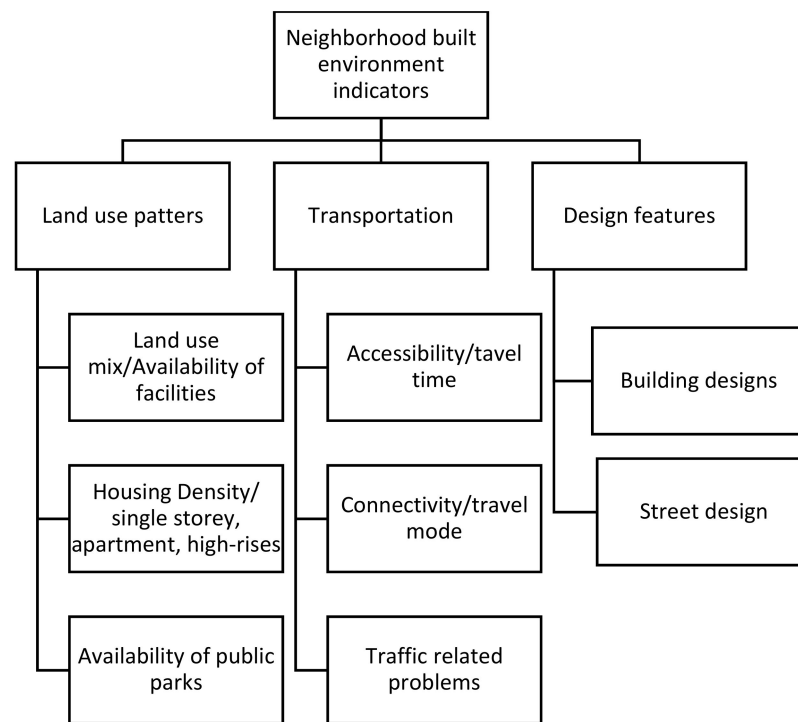 Neighborhood built
environment
indicators
Land use patters
Transportation
Design features
Land use
mix/Availability of
facilities
Accessibility/tavel
time
Building designs
Housing Density/
single storey,
apartment, high-rises
Connectivity/travel
mode
Street design
Availability of public
parks
Traffic related
problems